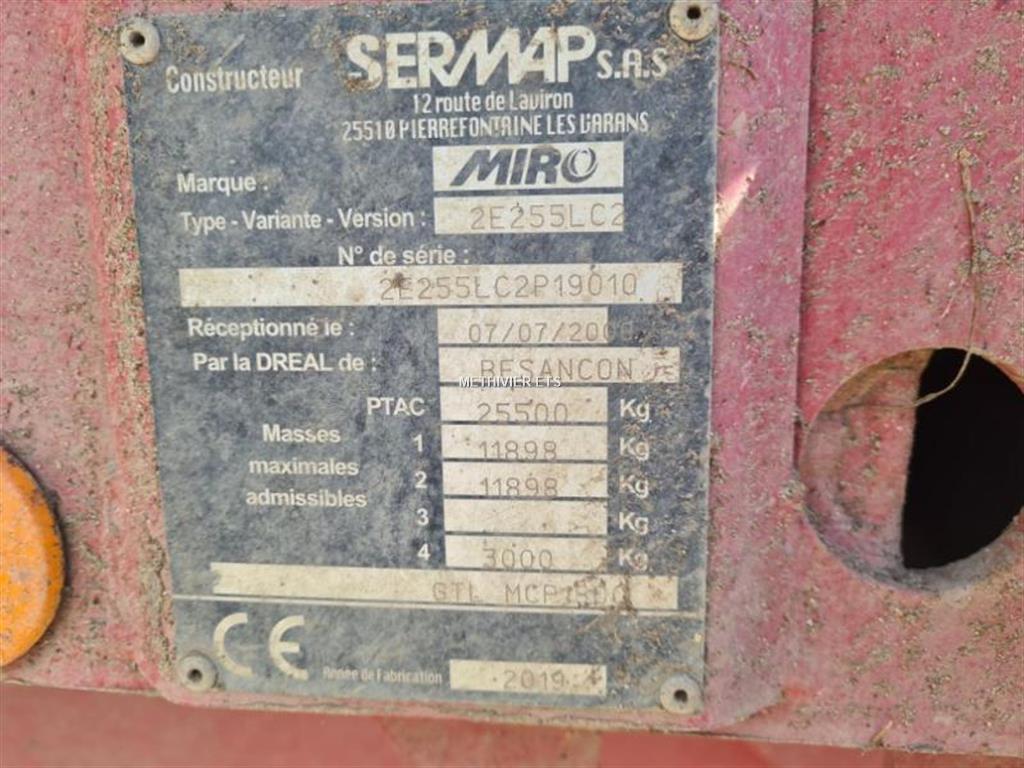 Constructeur SERMAP S.A.S
12 route de Laviron
25510 PIERREFONTAINE LES VARANS
Marque : MIRO
Type - Variante - Version : 2E255LC2
N° de série :
2E255LC2P19010
Réceptionné le : 07/07/200
Par la DREAL de : BESANCON
METHIVIER ETS
PTAC 25500 Kg
Masses maximales admissibles
1 11898 Kg
2 11898 Kg
3 Kg
4 3000 Kg
GTL
CE Année de Fabrication 2019